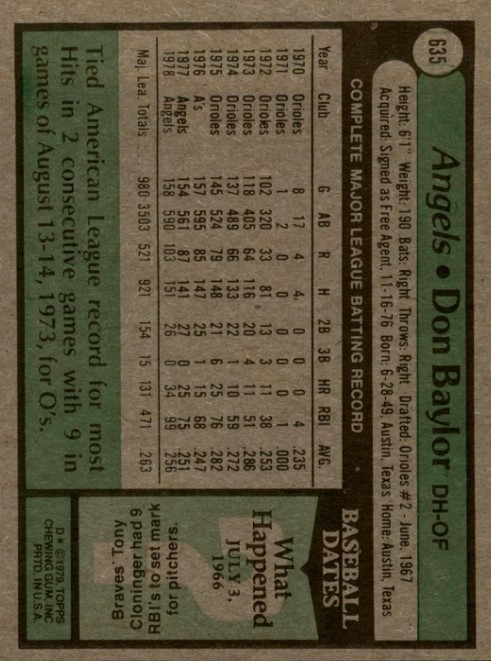 635
Angels • Don Baylor DH-OF
Height: 6'1" Weight: 190 Bats: Right Throws: Right Drafted: Orioles #2 - June, 1967
Acquired: Signed as Free Agent, 11-16-76 Born: 6-28-49, Austin, Texas Home: Austin, Texas
COMPLETE MAJOR LEAGUE BATTING RECORD
Year Club G AB R H 2B 3B HR RBI AVG.
1970 Orioles 8 17 4 4. 0 0 0 4 .235
1971 Orioles 1 2 0 0 0 0 0 1 .000
1972 Orioles 102 320 33 81 13 3 11 38 .253
1973 Orioles 118 405 64 116 20 4 11 51 .286
1974 Orioles 137 489 66 133 22 1 10 59 .272
1975 Orioles 145 524 79 148 21 6 25 76 .282
1976 A's 157 595 85 147 25 1 15 68 .247
1977 Angels 154 561 87 141 27 0 25 75 .251
1978 Angels 158 590 103 151 26 0 34 99 .256
Maj. Lea. Totals 980 3503 521 921 154 15 131 471 .263
Tied American League record for most
Hits in 2 consecutive games with 9 in
games of August 13-14, 1973, for O's.
BASEBALL
DATES
What
Happened
JULY 3,
1966
Braves' Tony
Cloninger had 9
RBI's to set mark
for pitchers.
D* ©1979, TOPPS
CHEWING GUM, INC
PRTD. IN U.S.A.